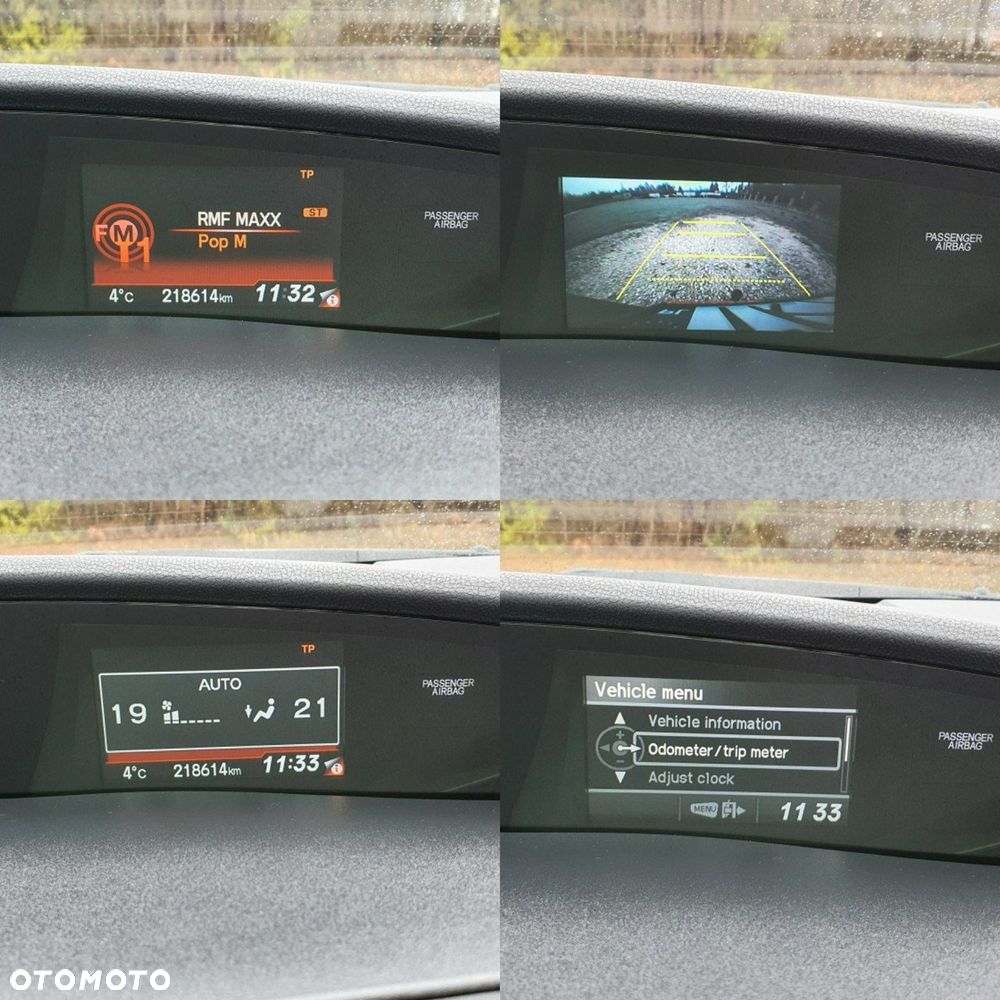 TP
FM1
RMF MAXX ST
Pop M
4°C 218614km 11:32
PASSENGER
AIRBAG
PASSENGER
AIRBAG
TP
AUTO
19 21
4°C 218614km 11:33
PASSENGER
AIRBAG
Vehicle menu
Vehicle information
Odometer/trip meter
Adjust clock
MENU 11 33
PASSENGER
AIRBAG
OTOMOTO